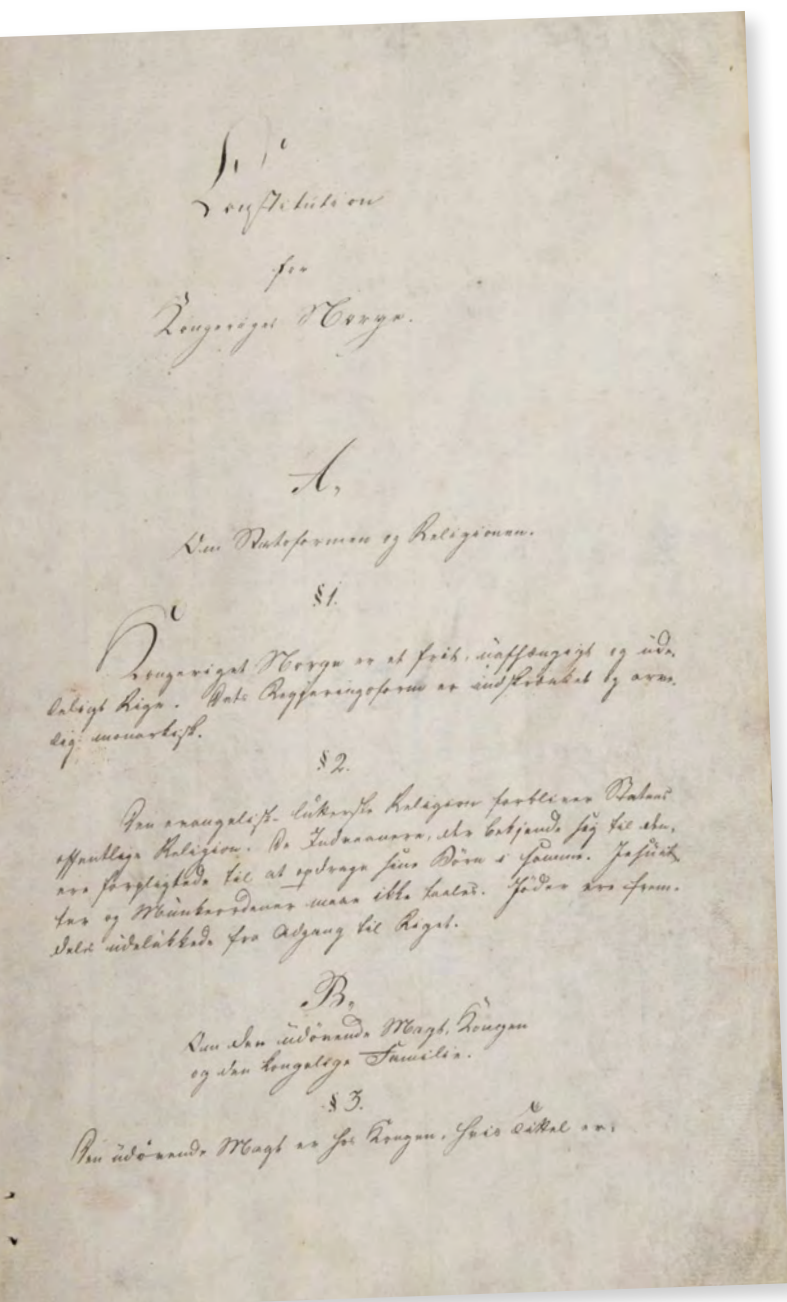 Constitution
for
Kongeriget Norge.
A,
Om Statsformen og Religionen.
§ 1.
Kongeriget Norge er et frit, uafhængigt og ude-
leligt Rige. Dets Regjeringsform er indskrænket og arve-
lig monarkisk.
§ 2.
Den evangelisk-lutherske Religion forbliver Statens
offentlige Religion. De Indvaanere, der bekjende sig til den,
ere forpligtede til at opdrage sine Børn i samme. Jesuit-
ter og Munkeordener maae ikke taales. Jøder ere frem-
deles udelukkede fra Adgang til Riget.
B,
Om den udøvende Magt, Kongen
og den kongelige Familie.
§ 3.
Den udøvende Magt er hos Kongen, hvis Tittel er: